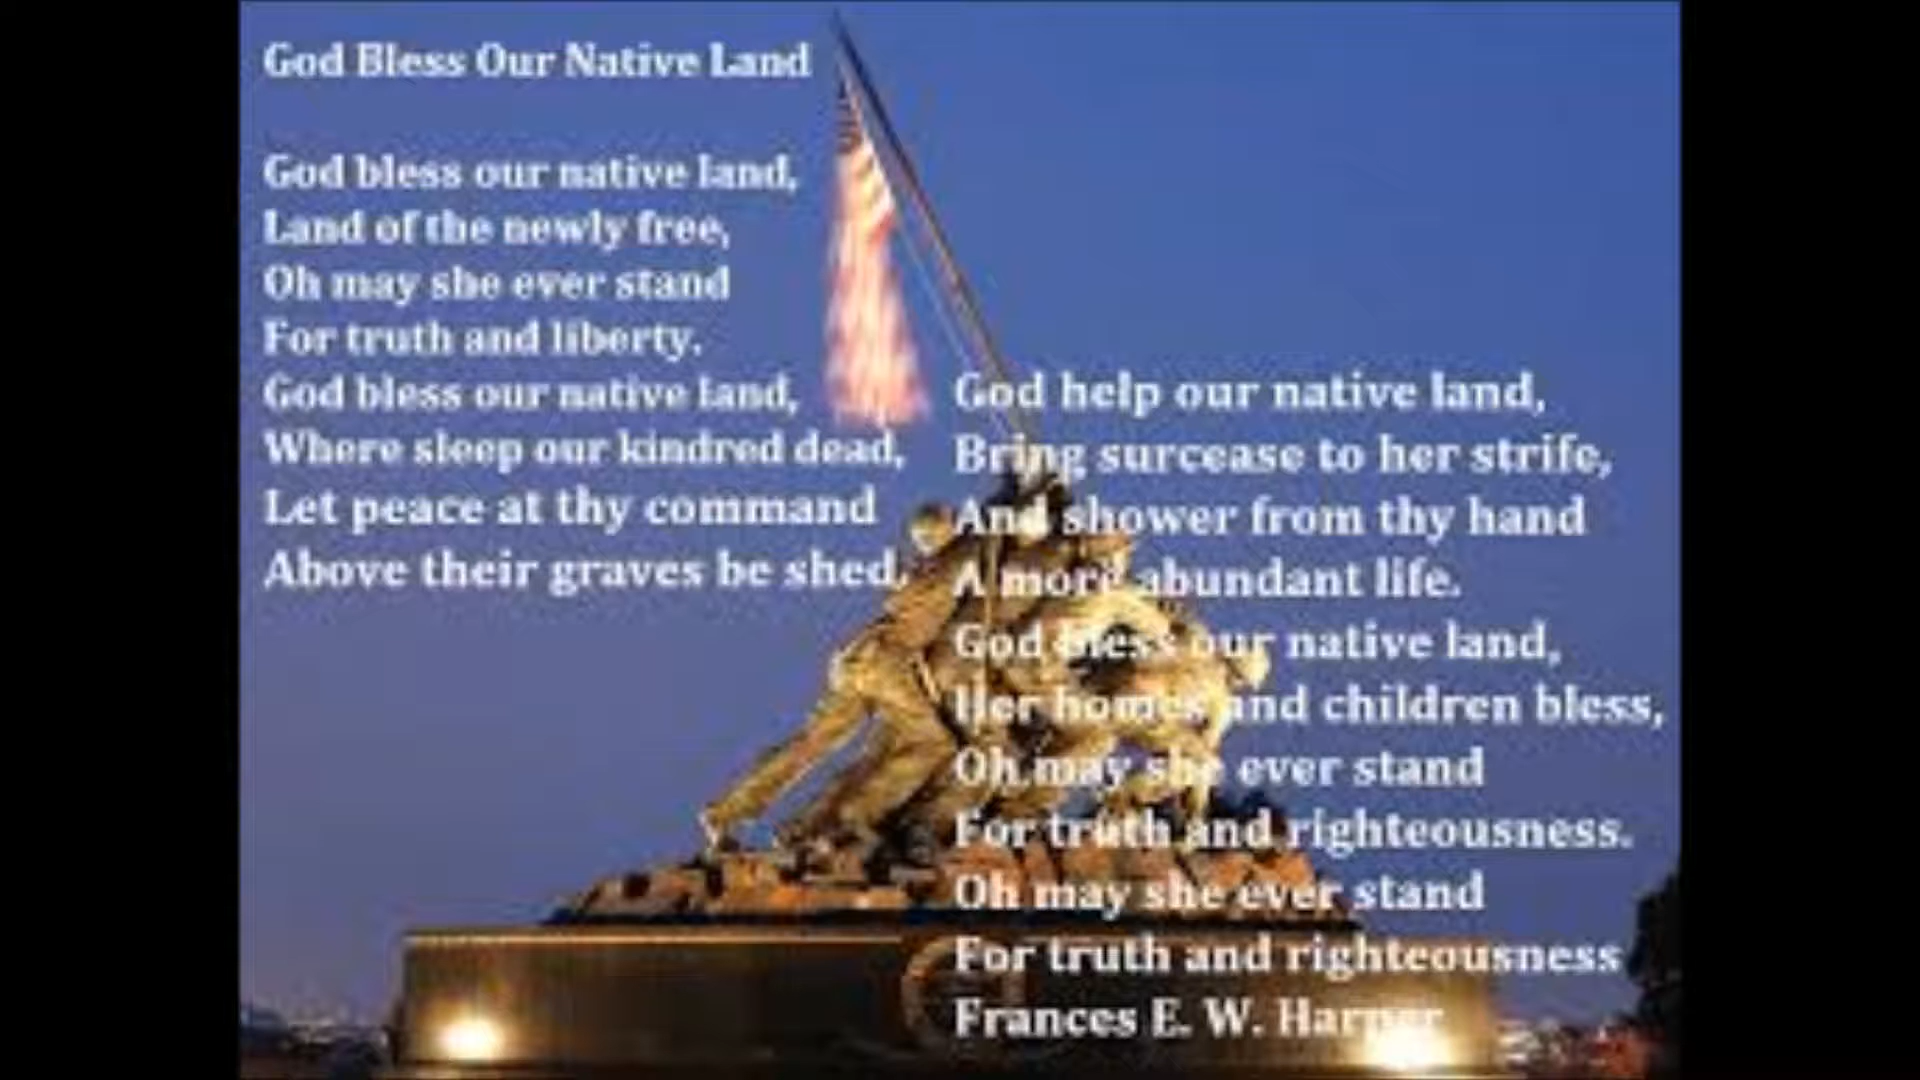 God Bless Our Native Land
God bless our native land,
Land of the newly free,
Oh may she ever stand
For truth and liberty.
God bless our native land,
Where sleep our kindred dead,
Let peace at thy command
Above their graves be shed.
God help our native land,
Bring surcease to her strife,
And shower from thy hand
A more abundant life.
God bless our native land,
Her homes and children bless,
Oh may she ever stand
For truth and righteousness.
Oh may she ever stand
For truth and righteousness
Frances E. W. Harper